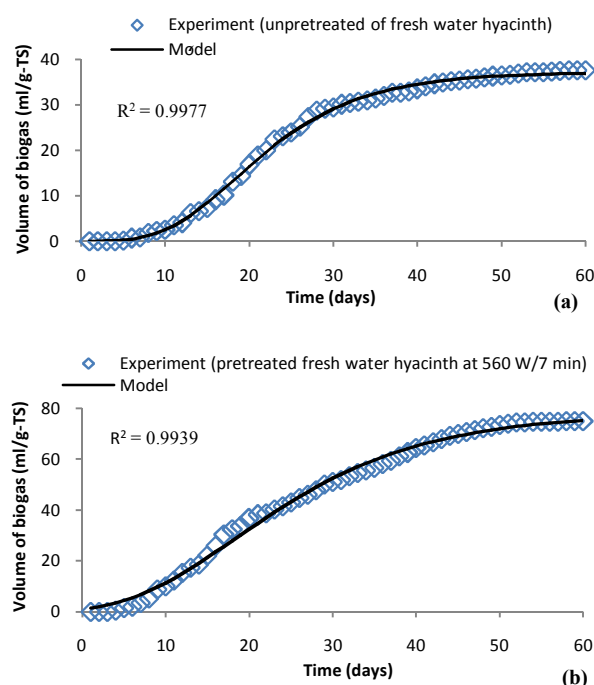 Experiment (unpretreated of fresh water hyacinth)
Model
R² = 0.9977
Volume of biogas (ml/g-TS)
40
30
20
10
0
0 10 20 30 40 50 60
Time (days)
(a)
Experiment (pretreated fresh water hyacinth at 560 W/7 min)
Model
R² = 0.9939
Volume of biogas (ml/g-TS)
80
60
40
20
0
0 10 20 30 40 50 60
Time (days)
(b)